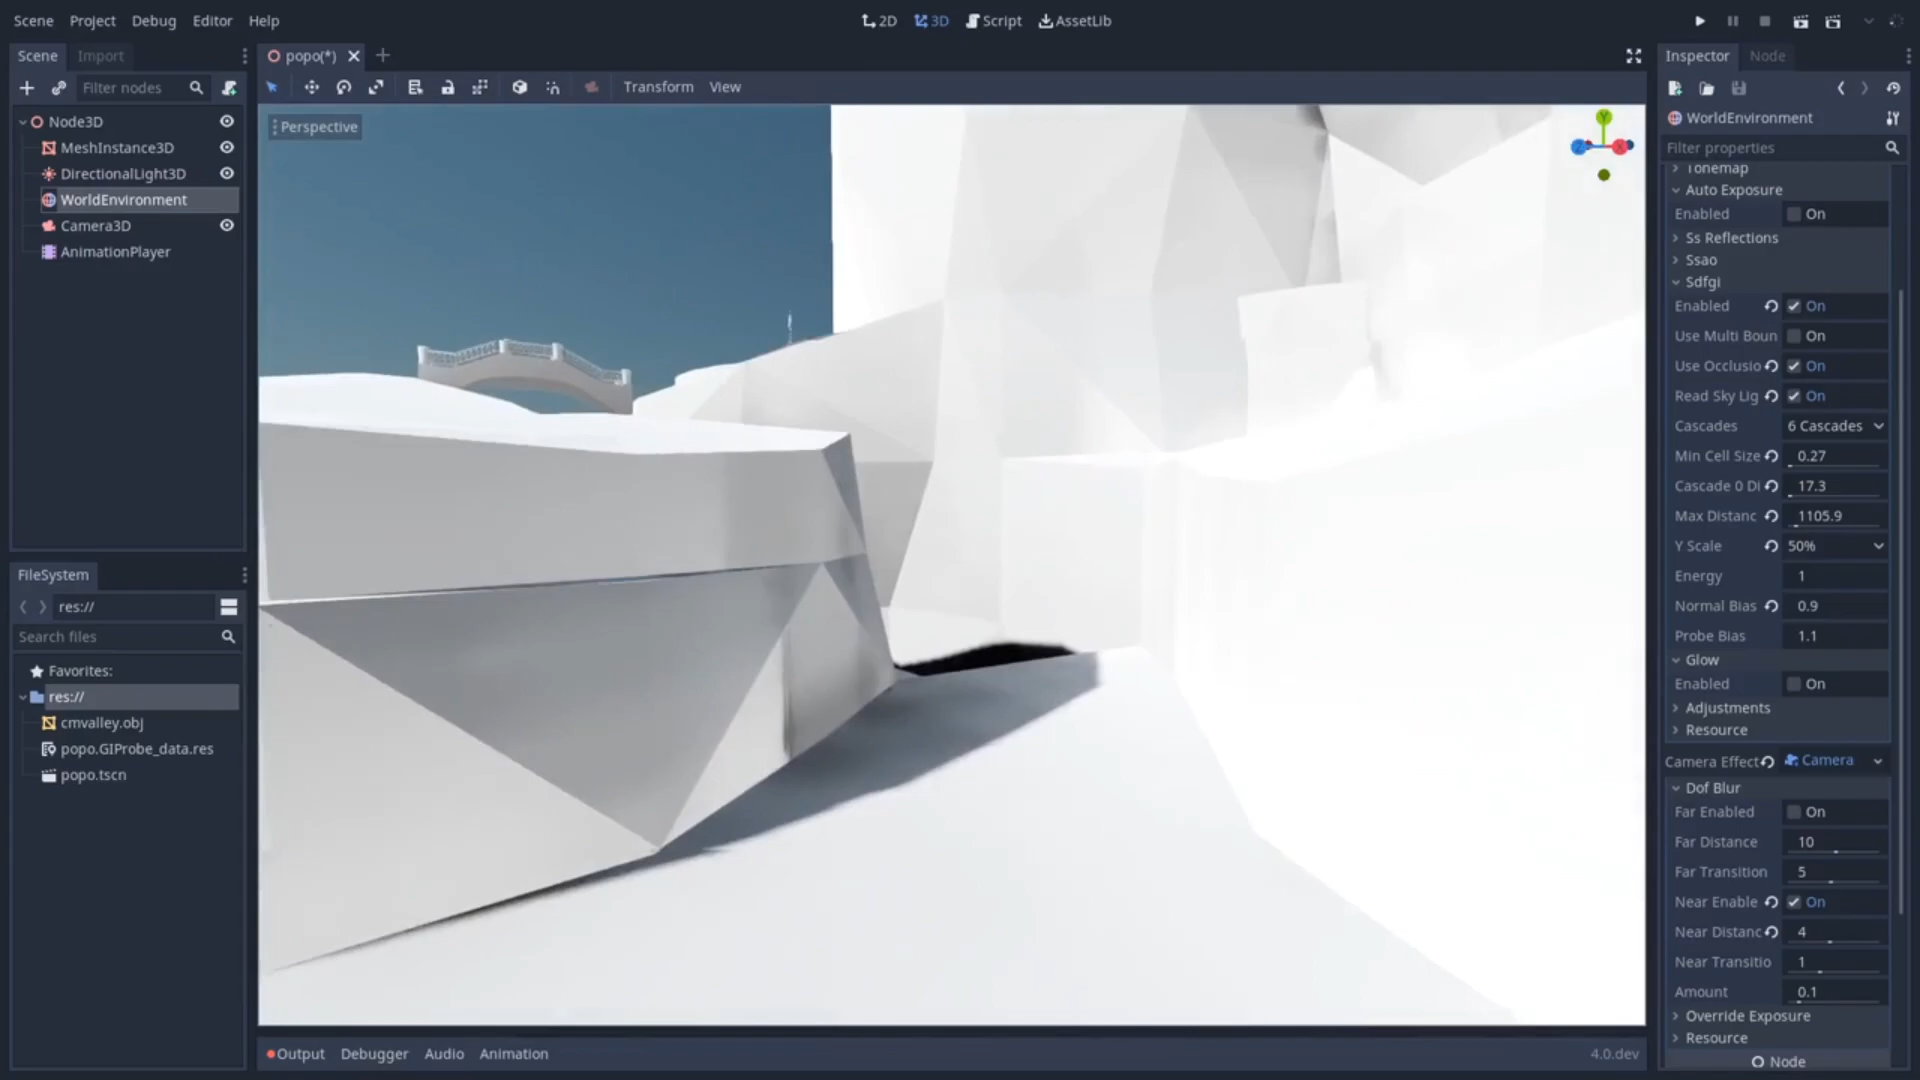 Scene Project Debug Editor Help
2D 3D Script AssetLib
Scene Import
Filter nodes
Node3D
MeshInstance3D
DirectionalLight3D
WorldEnvironment
Camera3D
AnimationPlayer
FileSystem
res://
Search files
Favorites:
res://
cmvalley.obj
popo.GIProbe_data.res
popo.tscn
popo(*)
Transform View
Perspective
Y
Z X
Output Debugger Audio Animation 4.0.dev
Inspector Node
WorldEnvironment
Filter properties
Tonemap
Auto Exposure
Enabled On
Ss Reflections
Ssao
Sdfgi
Enabled On
Use Multi Boun On
Use Occlusio On
Read Sky Lig On
Cascades 6 Cascades
Min Cell Size 0.27
Cascade 0 Di 17.3
Max Distanc 1105.9
Y Scale 50%
Energy 1
Normal Bias 0.9
Probe Bias 1.1
Glow
Enabled On
Adjustments
Resource
Camera Effect Camera
Dof Blur
Far Enabled On
Far Distance 10
Far Transition 5
Near Enable On
Near Distanc 4
Near Transitio 1
Amount 0.1
Override Exposure
Resource
Node